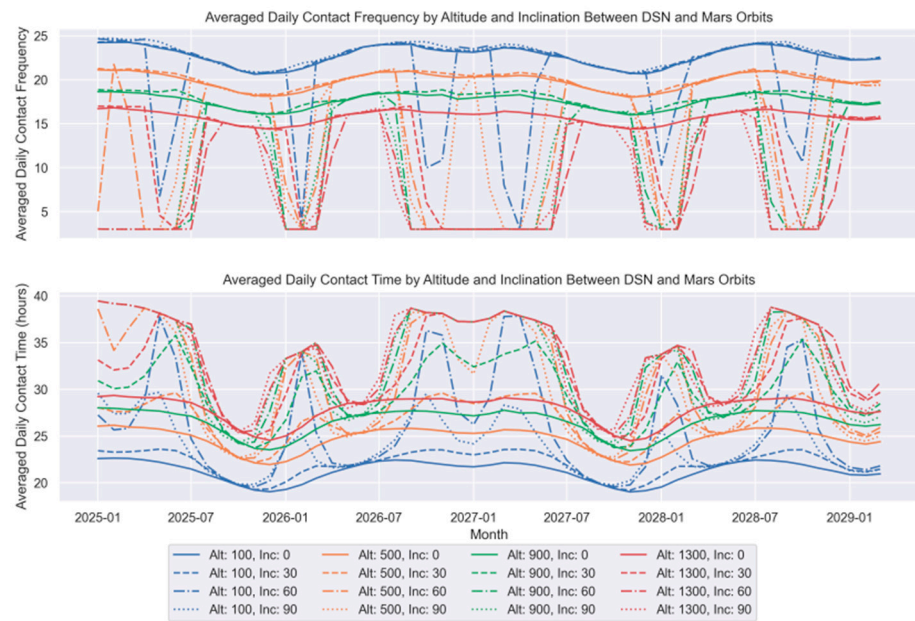 Averaged Daily Contact Frequency by Altitude and Inclination Between DSN and Mars Orbits
Averaged Daily Contact Frequency
25
20
15
10
5
Averaged Daily Contact Time by Altitude and Inclination Between DSN and Mars Orbits
Averaged Daily Contact Time (hours)
40
35
30
25
20
2025-01 2025-07 2026-01 2026-07 2027-01 2027-07 2028-01 2028-07 2029-01
Month
Alt: 100, Inc: 0 Alt: 500, Inc: 0 Alt: 900, Inc: 0 Alt: 1300, Inc: 0
Alt: 100, Inc: 30 Alt: 500, Inc: 30 Alt: 900, Inc: 30 Alt: 1300, Inc: 30
Alt: 100, Inc: 60 Alt: 500, Inc: 60 Alt: 900, Inc: 60 Alt: 1300, Inc: 60
Alt: 100, Inc: 90 Alt: 500, Inc: 90 Alt: 900, Inc: 90 Alt: 1300, Inc: 90